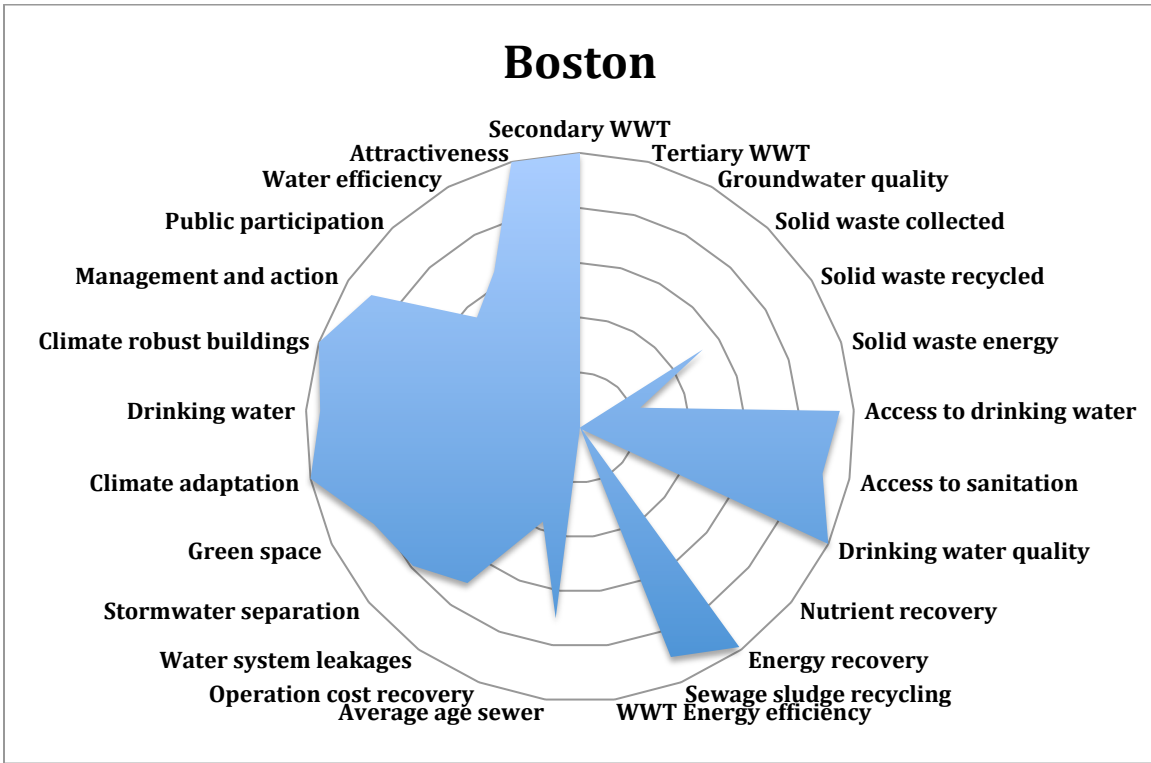 Boston
Secondary WWT
Attractiveness
Tertiary WWT
Water efficiency
Groundwater quality
Public participation
Solid waste collected
Management and action
Solid waste recycled
Climate robust buildings
Solid waste energy
Drinking water
Access to drinking water
Climate adaptation
Access to sanitation
Green space
Drinking water quality
Stormwater separation
Nutrient recovery
Water system leakages
Energy recovery
Operation cost recovery
Sewage sludge recycling
Average age sewer
WWT Energy efficiency